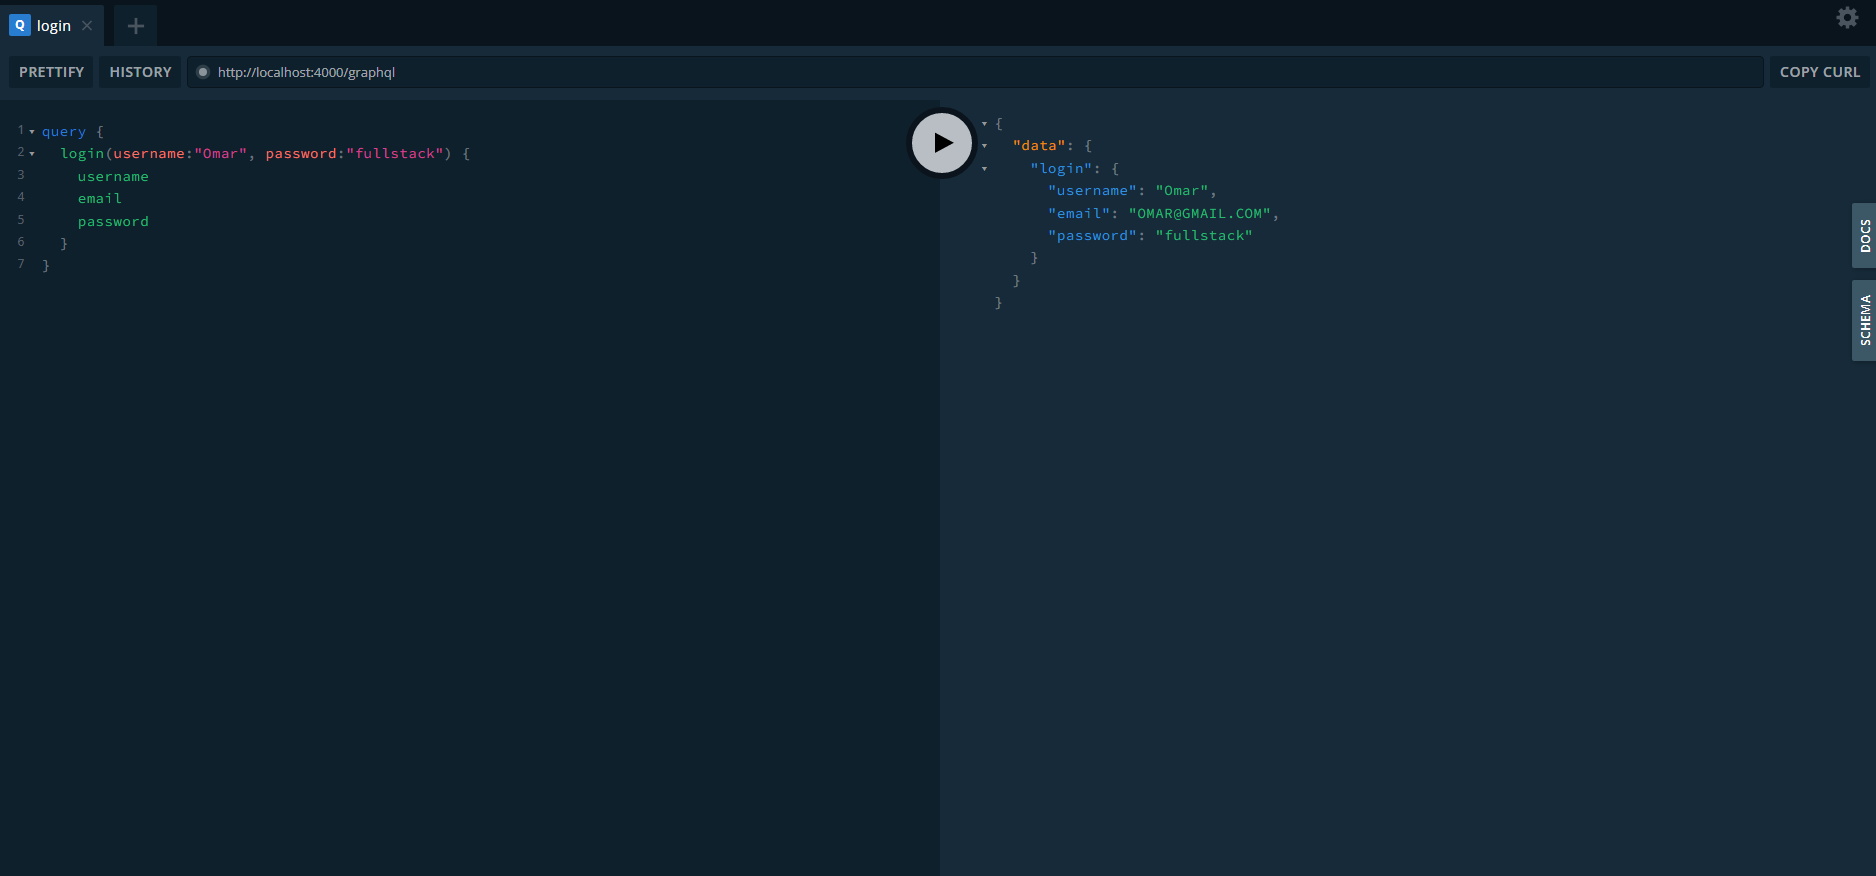 Q login ×
+
PRETTIFY HISTORY http://localhost:4000/graphql COPY CURL
1 query {
2 login(username:"Omar", password:"fullstack") {
3 username
4 email
5 password
6 }
7 }
{
"data": {
"login": {
"username": "Omar",
"email": "OMAR@GMAIL.COM",
"password": "fullstack"
}
}
}
DOCS
SCHEMA